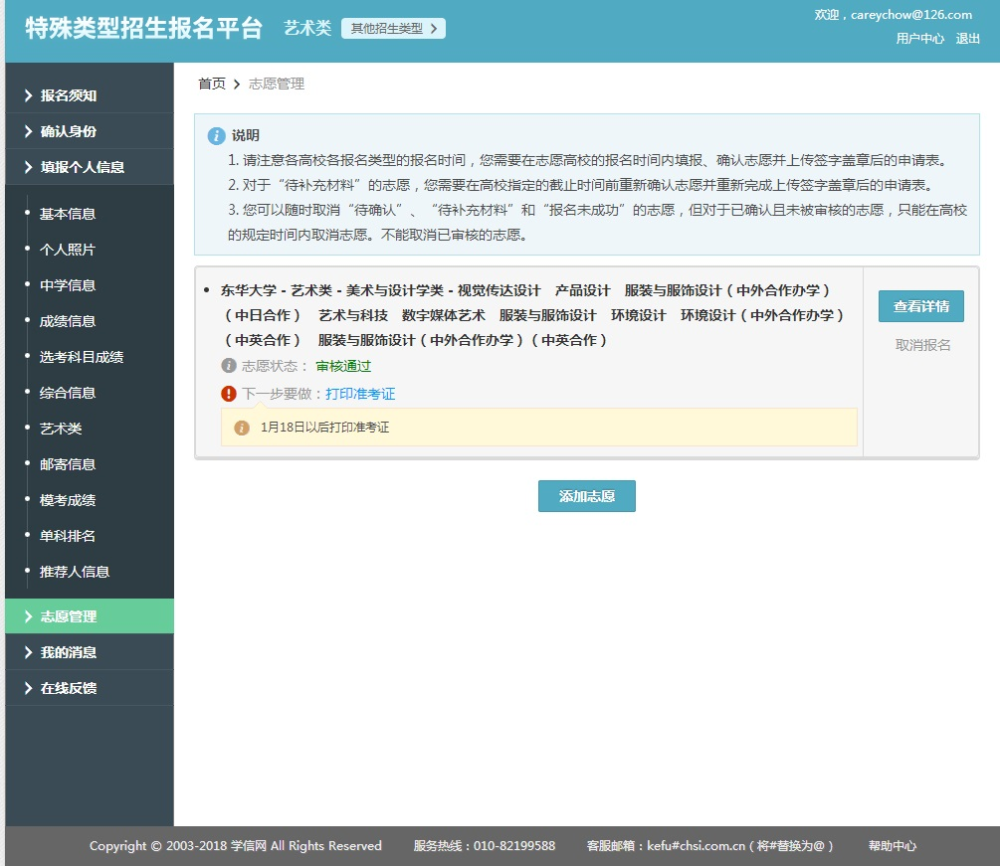 特殊类型招生报名平台 艺术类 其他招生类型
欢迎，careychow@126.com
用户中心 退出
报名须知
确认身份
填报个人信息
基本信息
个人照片
中学信息
成绩信息
选考科目成绩
综合信息
艺术类
邮寄信息
模考成绩
单科排名
推荐人信息
志愿管理
我的消息
在线反馈
首页 > 志愿管理
说明
1. 请注意各高校各报名类型的报名时间，您需要在志愿高校的报名时间内填报、确认志愿并上传签字盖章后的申请表。
2. 对于“待补充材料”的志愿，您需要在高校指定的截止时间前重新确认志愿并重新完成上传签字盖章后的申请表。
3. 您可以随时取消“待确认”、“待补充材料”和“报名未成功”的志愿，但对于已确认且未被审核的志愿，只能在高校
的规定时间内取消志愿。不能取消已审核的志愿。
东华大学 - 艺术类 - 美术与设计学类 - 视觉传达设计 产品设计 服装与服饰设计（中外合作办学）
（中日合作） 艺术与科技 数字媒体艺术 服装与服饰设计 环境设计 环境设计（中外合作办学）
（中英合作） 服装与服饰设计（中外合作办学）（中英合作）
志愿状态： 审核通过
下一步要做：打印准考证
1月18日以后打印准考证
查看详情
取消报名
添加志愿
Copyright © 2003-2018 学信网 All Rights Reserved 服务热线：010-82199588 客服邮箱：kefu#chsi.com.cn（将#替换为@） 帮助中心